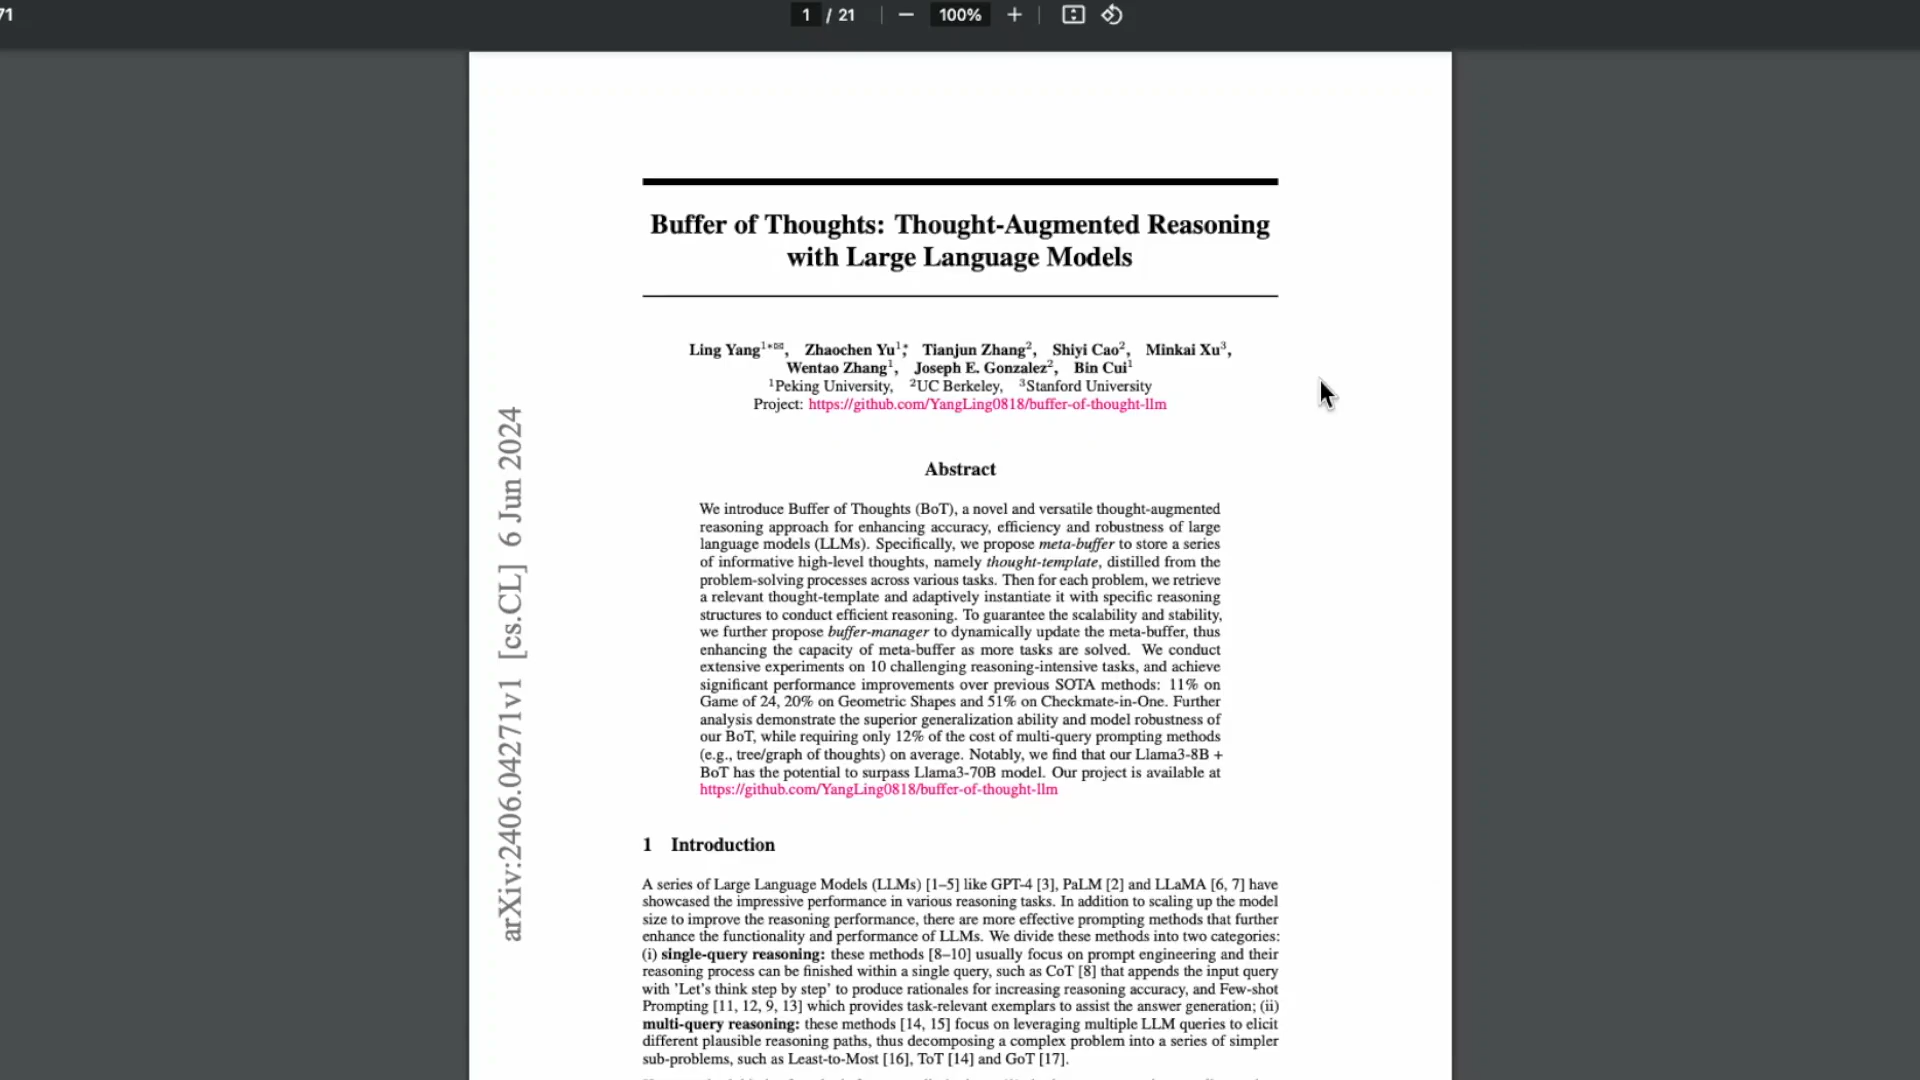 71
1 / 21
100%
Buffer of Thoughts: Thought-Augmented Reasoning
with Large Language Models
Ling Yang1*✉, Zhaochen Yu1*, Tianjun Zhang2, Shiyi Cao2, Minkai Xu3,
Wentao Zhang1, Joseph E. Gonzalez2, Bin Cui1
1Peking University, 2UC Berkeley, 3Stanford University
Project: https://github.com/YangLing0818/buffer-of-thought-llm
arXiv:2406.04271v1 [cs.CL] 6 Jun 2024
Abstract
We introduce Buffer of Thoughts (BoT), a novel and versatile thought-augmented
reasoning approach for enhancing accuracy, efficiency and robustness of large
language models (LLMs). Specifically, we propose meta-buffer to store a series
of informative high-level thoughts, namely thought-template, distilled from the
problem-solving processes across various tasks. Then for each problem, we retrieve
a relevant thought-template and adaptively instantiate it with specific reasoning
structures to conduct efficient reasoning. To guarantee the scalability and stability,
we further propose buffer-manager to dynamically update the meta-buffer, thus
enhancing the capacity of meta-buffer as more tasks are solved. We conduct
extensive experiments on 10 challenging reasoning-intensive tasks, and achieve
significant performance improvements over previous SOTA methods: 11% on
Game of 24, 20% on Geometric Shapes and 51% on Checkmate-in-One. Further
analysis demonstrate the superior generalization ability and model robustness of
our BoT, while requiring only 12% of the cost of multi-query prompting methods
(e.g., tree/graph of thoughts) on average. Notably, we find that our Llama3-8B +
BoT has the potential to surpass Llama3-70B model. Our project is available at
https://github.com/YangLing0818/buffer-of-thought-llm
1 Introduction
A series of Large Language Models (LLMs) [1–5] like GPT-4 [3], PaLM [2] and LLaMA [6, 7] have
showcased the impressive performance in various reasoning tasks. In addition to scaling up the model
size to improve the reasoning performance, there are more effective prompting methods that further
enhance the functionality and performance of LLMs. We divide these methods into two categories:
(i) single-query reasoning: these methods [8–10] usually focus on prompt engineering and their
reasoning process can be finished within a single query, such as CoT [8] that appends the input query
with 'Let's think step by step' to produce rationales for increasing reasoning accuracy, and Few-shot
Prompting [11, 12, 9, 13] which provides task-relevant exemplars to assist the answer generation; (ii)
multi-query reasoning: these methods [14, 15] focus on leveraging multiple LLM queries to elicit
different plausible reasoning paths, thus decomposing a complex problem into a series of simpler
sub-problems, such as Least-to-Most [16], ToT [14] and GoT [17].